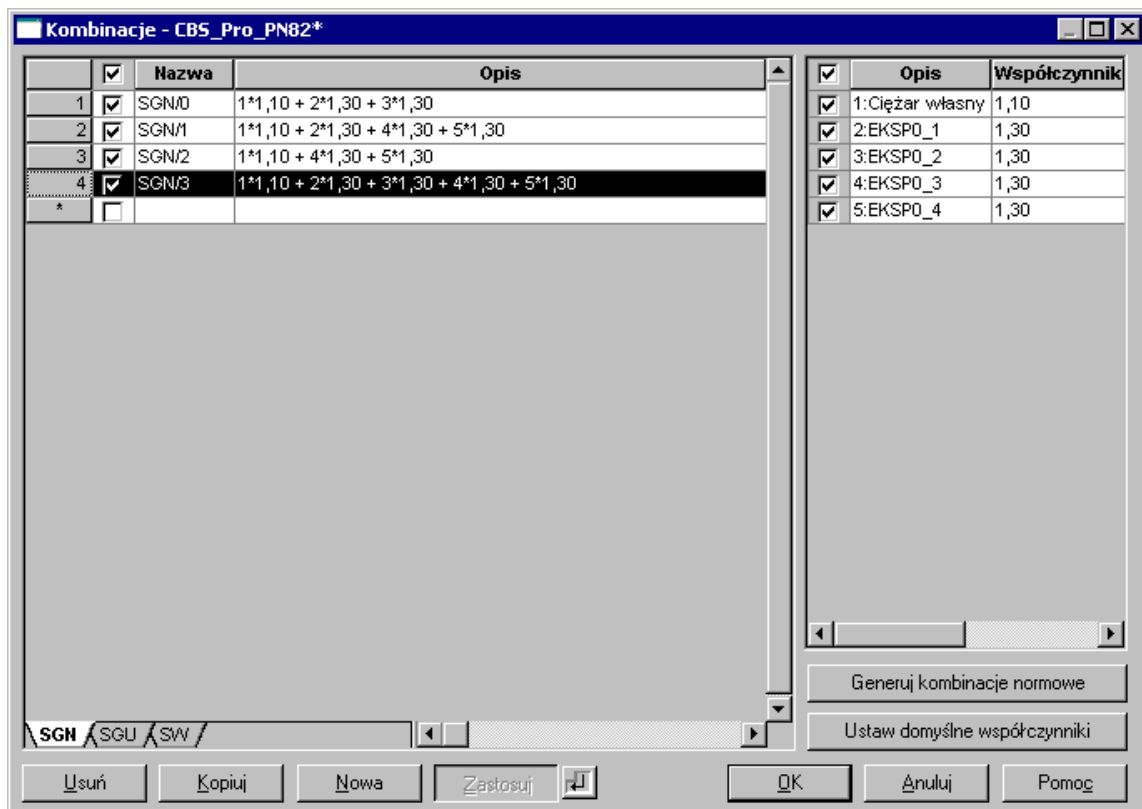 Kombinacje - CBS_Pro_PN82*
Nazwa Opis
1 SGN/0 1*1,10 + 2*1,30 + 3*1,30
2 SGN/1 1*1,10 + 2*1,30 + 4*1,30 + 5*1,30
3 SGN/2 1*1,10 + 4*1,30 + 5*1,30
4 SGN/3 1*1,10 + 2*1,30 + 3*1,30 + 4*1,30 + 5*1,30
*
Opis Współczynnik
1:Ciężar własny 1,10
2:EKSP0_1 1,30
3:EKSP0_2 1,30
4:EKSP0_3 1,30
5:EKSP0_4 1,30
Generuj kombinacje normowe
SGN SGU SW
Ustaw domyślne współczynniki
Usuń Kopiuj Nowa Zastosuj OK Anuluj Pomoc